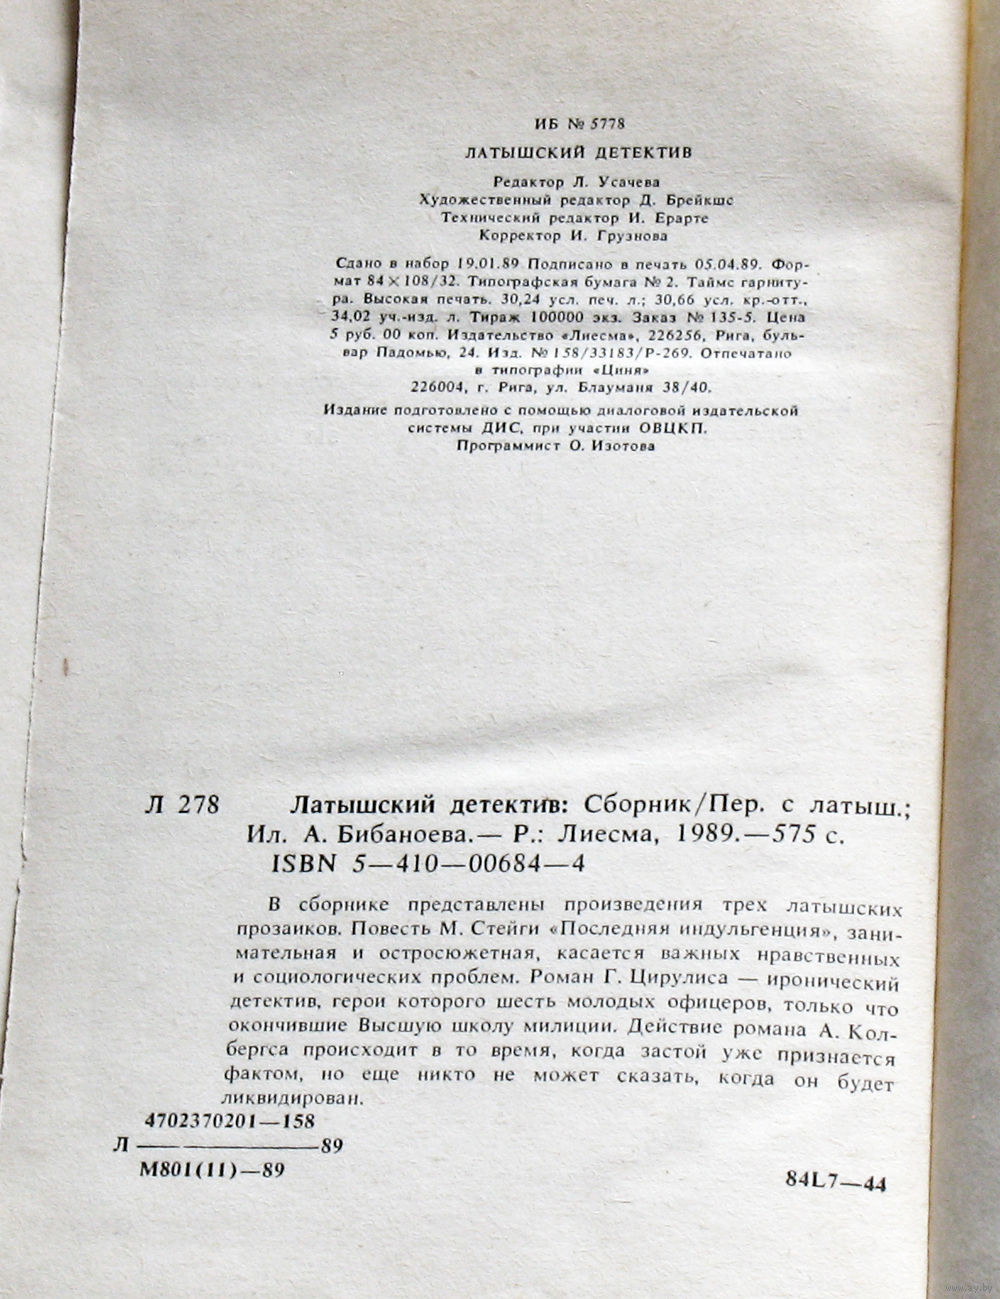 ИБ № 5778
ЛАТЫШСКИЙ ДЕТЕКТИВ
Редактор Л. Усачева
Художественный редактор Д. Брейкшс
Технический редактор И. Ерарте
Корректор И. Грузнова
Сдано в набор 19.01.89 Подписано в печать 05.04.89. Фор-
мат 84×108/32. Типографская бумага № 2. Таймс гарниту-
ра. Высокая печать. 30,24 усл. печ. л.; 30,66 усл. кр.-отт.,
34,02 уч.-изд. л. Тираж 100000 экз. Заказ № 135-5. Цена
5 руб. 00 коп. Издательство «Лиесма», 226256, Рига, буль-
вар Падомью, 24. Изд. № 158/33183/Р-269. Отпечатано
в типографии «Циня»
226004, г. Рига, ул. Блауманя 38/40.
Издание подготовлено с помощью диалоговой издательской
системы ДИС, при участии ОВЦКП.
Программист О. Изотова
Л 278 Латышский детектив: Сборник/Пер. с латыш.;
Ил. А. Бибаноева.— Р.: Лиесма, 1989.—575 с.
ISBN 5—410—00684—4
В сборнике представлены произведения трех латышских
прозаиков. Повесть М. Стейги «Последняя индульгенция», зани-
мательная и остросюжетная, касается важных нравственных
и социологических проблем. Роман Г. Цирулиса — иронический
детектив, герои которого шесть молодых офицеров, только что
окончившие Высшую школу милиции. Действие романа А. Кол-
бергса происходит в то время, когда застой уже признается
фактом, но еще никто не может сказать, когда он будет
ликвидирован.
4702370201—158
Л ——————— 89
М801(11)—89
84L7—44
www.ay.by